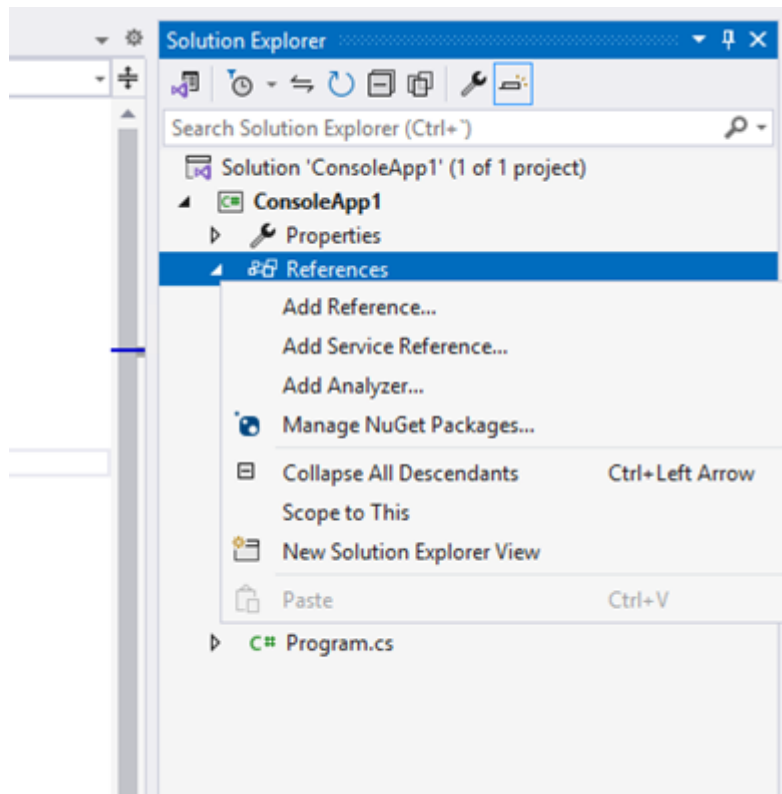 Solution Explorer
Search Solution Explorer (Ctrl+`)
Solution 'ConsoleApp1' (1 of 1 project)
C# ConsoleApp1
Properties
References
Add Reference...
Add Service Reference...
Add Analyzer...
Manage NuGet Packages...
Collapse All Descendants Ctrl+Left Arrow
Scope to This
New Solution Explorer View
Paste Ctrl+V
C# Program.cs